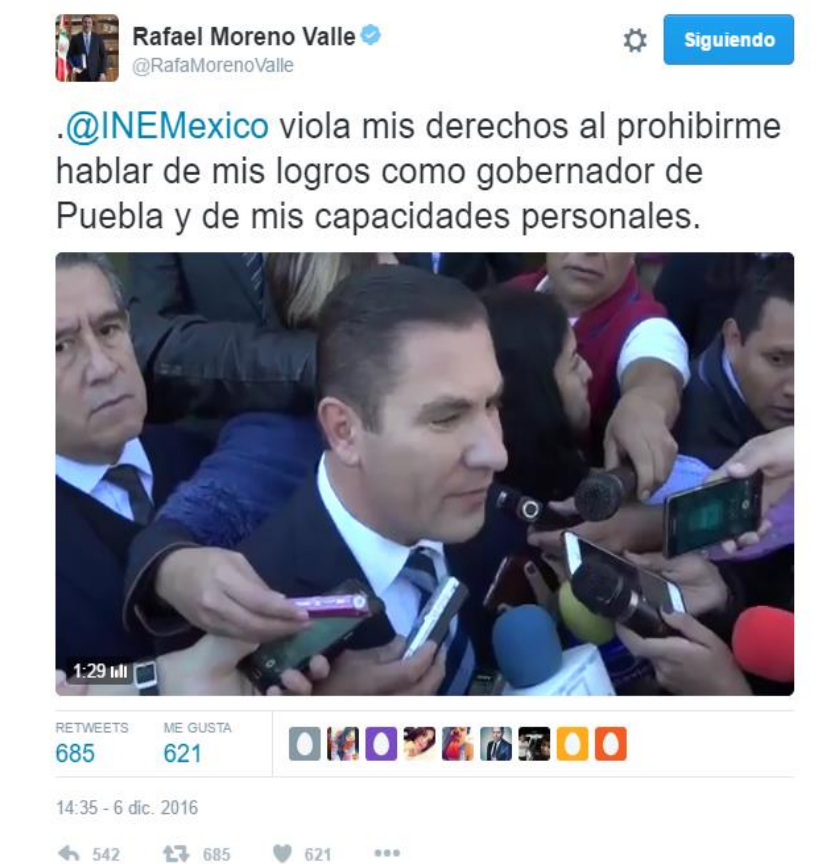 Rafael Moreno Valle
@RafaMorenoValle
Siguiendo
.@INEMexico viola mis derechos al prohibirme
hablar de mis logros como gobernador de
Puebla y de mis capacidades personales.
1:29
RETWEETS
685
ME GUSTA
621
14:35 - 6 dic. 2016
542
685
621